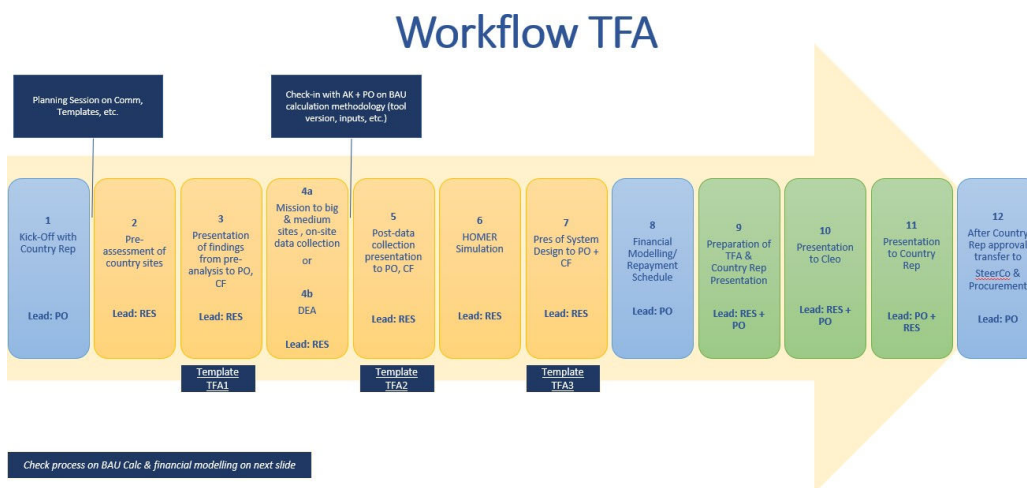 Workflow TFA
Planning Session on Comm,
Templates, etc.
Check-in with AK + PO on BAU
calculation methodology (tool
version, inputs, etc.)
1
Kick-Off with
Country Rep
Lead: PO
2
Pre-
assessment of
country sites
Lead: RES
3
Presentation
of findings
from pre-
analysis to PO,
CF
Lead: RES
4a
Mission to big
& medium
sites , on-site
data collection
or
4b
DEA
Lead: RES
5
Post-data
collection
presentation
to PO, CF
Lead: RES
6
HOMER
Simulation
Lead: RES
7
Pres of System
Design to PO +
CF
Lead: RES
8
Financial
Modelling/
Repayment
Schedule
Lead: PO
9
Preparation of
TFA &
Country Rep
Presentation
Lead: RES +
PO
10
Presentation
to Cleo
Lead: RES +
PO
11
Presentation
to Country
Rep
Lead: PO +
RES
12
After Country
Rep approval
transfer to
SteerCo &
Procurement
Lead: PO
Template
TFA1
Template
TFA2
Template
TFA3
Check process on BAU Calc & financial modelling on next slide